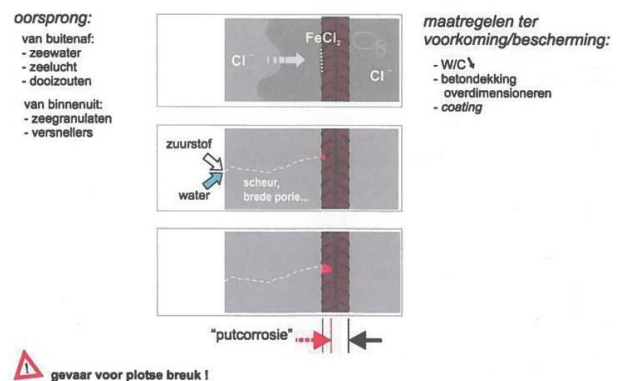 oorsprong:
van buitenaf:
- zeewater
- zeelucht
- dooizouten
van binnenuit:
- zeegranulaten
- versnellers
Cl⁻
FeCl₂
Cl⁻
maatregelen ter
voorkoming/bescherming:
- W/C
- betondekking
overdimensioneren
- coating
zuurstof
water
scheur,
brede porie...
"putcorrosie"
! gevaar voor plotse breuk !